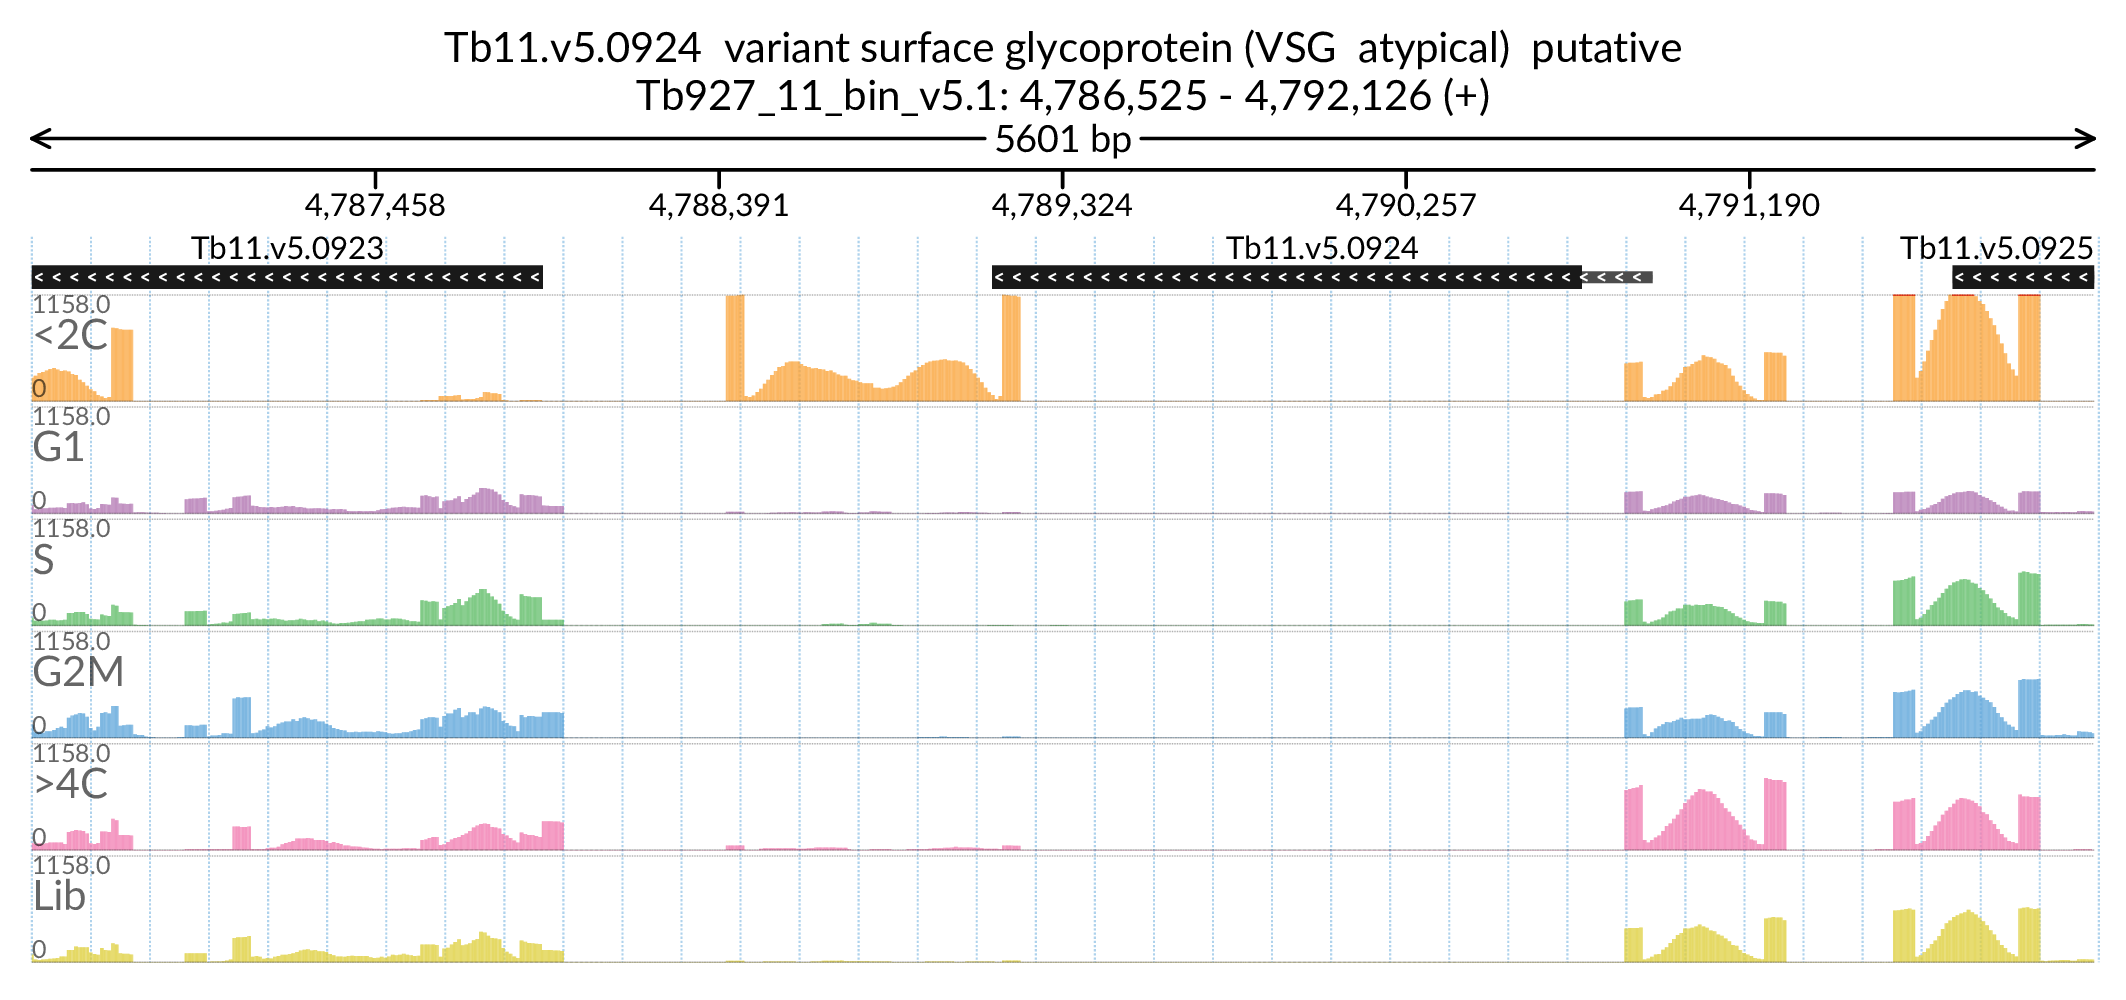 Tb11.v5.0924  variant surface glycoprotein (VSG  atypical)  putative
Tb927_11_bin_v5.1: 4,786,525 - 4,792,126 (+)
5601 bp
4,787,458 4,788,391 4,789,324 4,790,257 4,791,190
Tb11.v5.0923 Tb11.v5.0924 Tb11.v5.0925
1158.0
<2C
0
1158.0
G1
0
1158.0
S
0
1158.0
G2M
0
1158.0
>4C
0
1158.0
Lib
0